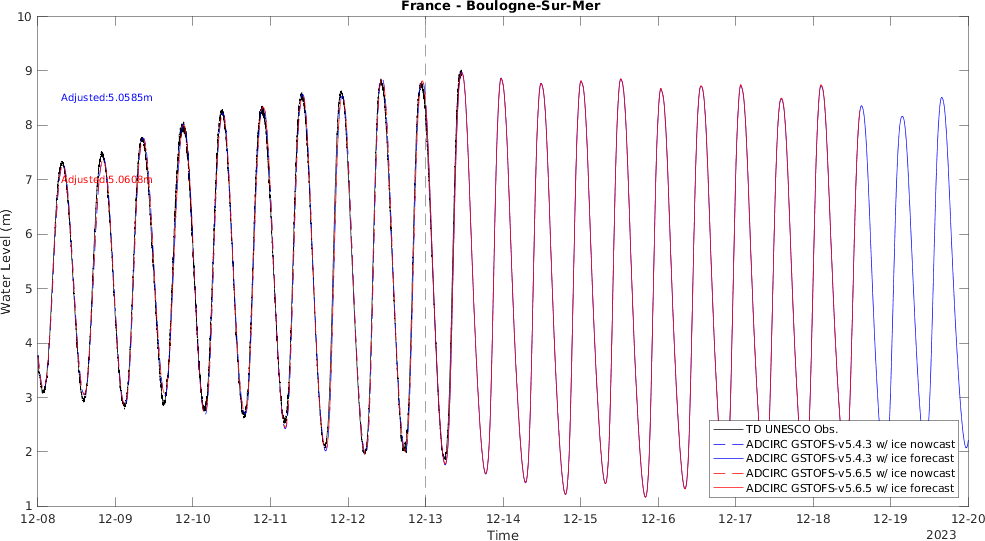 France - Boulogne-Sur-Mer
10
9
8
7
6
5
4
3
2
1
Water Level (m)
Adjusted:5.0585m
Adjusted:5.0608m
TD UNESCO Obs.
ADCIRC GSTOFS-v5.4.3 w/ ice nowcast
ADCIRC GSTOFS-v5.4.3 w/ ice forecast
ADCIRC GSTOFS-v5.6.5 w/ ice nowcast
ADCIRC GSTOFS-v5.6.5 w/ ice forecast
12-08 12-09 12-10 12-11 12-12 12-13 12-14 12-15 12-16 12-17 12-18 12-19 12-20
Time
2023